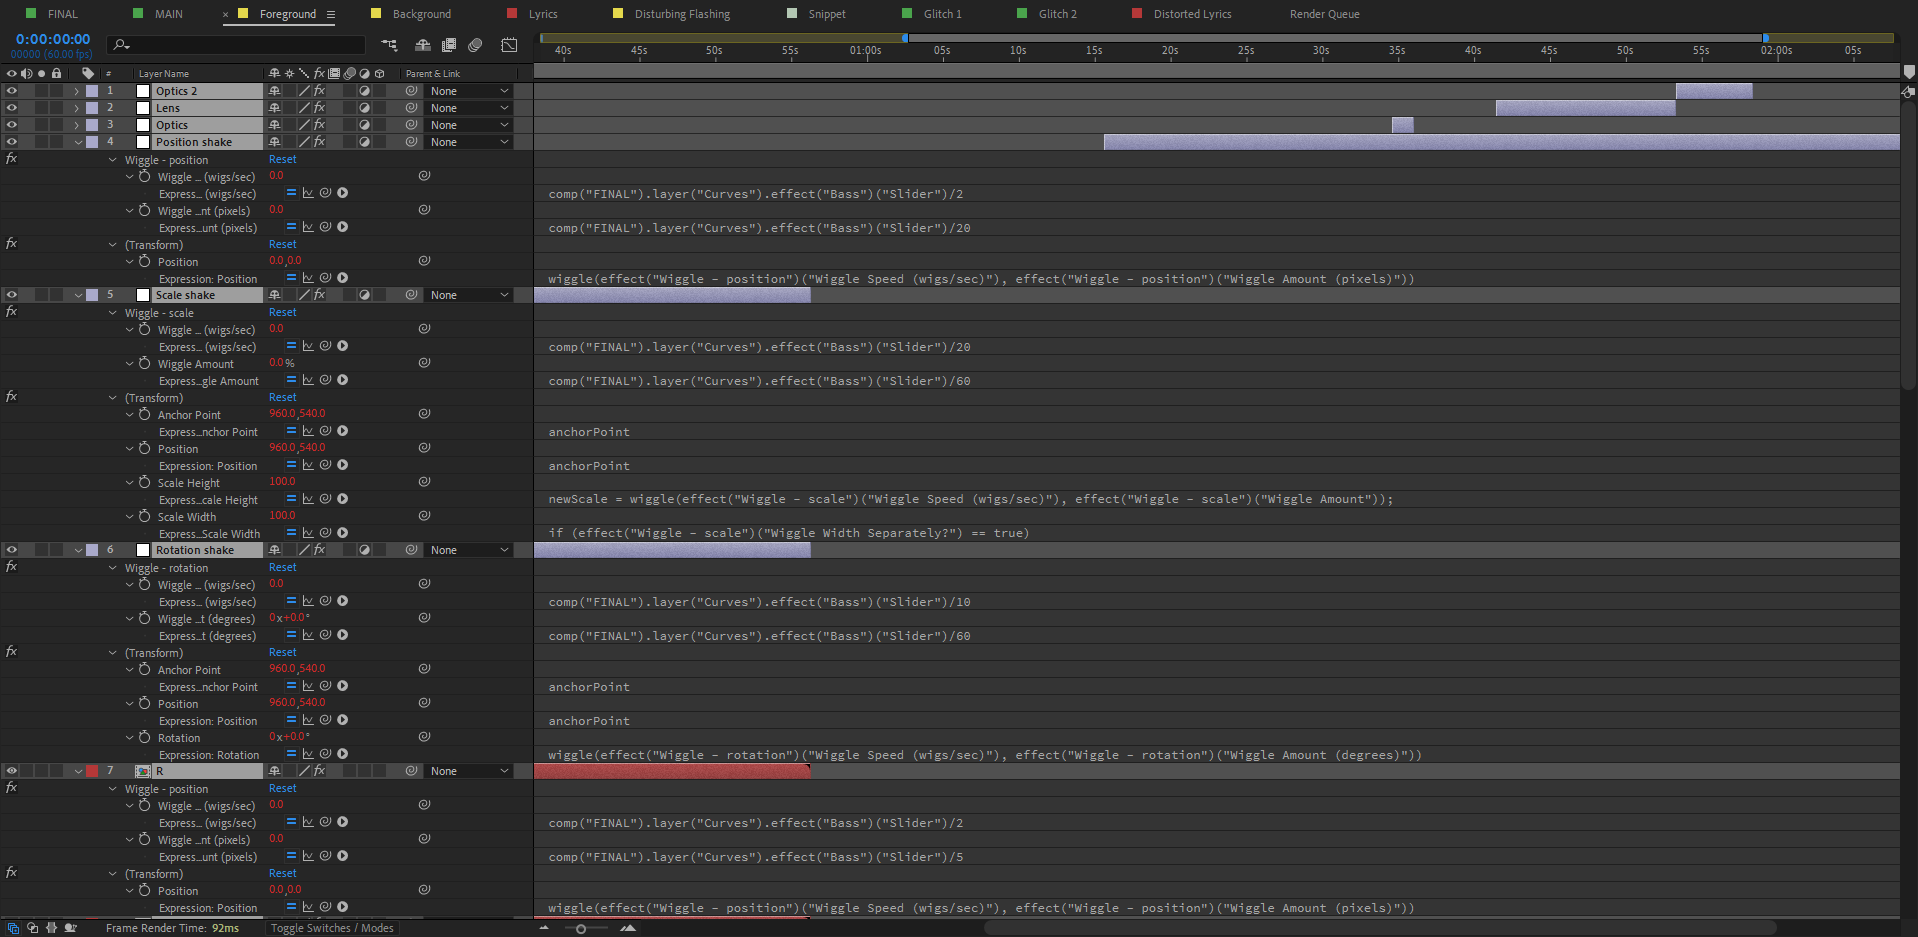 FINAL MAIN × Foreground Background Lyrics Disturbing Flashing Snippet Glitch 1 Glitch 2 Distorted Lyrics Render Queue
0:00:00:00
00000 (60.00 fps)
40s 45s 50s 55s 01:00s 05s 10s 15s 20s 25s 30s 35s 40s 45s 50s 55s 02:00s 05s
# Layer Name fx Parent & Link
1 Optics 2 fx None
2 Lens fx None
3 Optics fx None
4 Position shake fx None
fx Wiggle - position Reset
Wiggle ... (wigs/sec) 0.0
Express... (wigs/sec) comp("FINAL").layer("Curves").effect("Bass")("Slider")/2
Wiggle ...nt (pixels) 0.0
Express...unt (pixels) comp("FINAL").layer("Curves").effect("Bass")("Slider")/20
fx (Transform) Reset
Position 0.0,0.0
Expression: Position wiggle(effect("Wiggle - position")("Wiggle Speed (wigs/sec)"), effect("Wiggle - position")("Wiggle Amount (pixels)"))
5 Scale shake fx None
fx Wiggle - scale Reset
Wiggle ... (wigs/sec) 0.0
Express... (wigs/sec) comp("FINAL").layer("Curves").effect("Bass")("Slider")/20
Wiggle Amount 0.0%
Express...gle Amount comp("FINAL").layer("Curves").effect("Bass")("Slider")/60
fx (Transform) Reset
Anchor Point 960.0,540.0
Express...nchor Point anchorPoint
Position 960.0,540.0
Expression: Position anchorPoint
Scale Height 100.0
Express...cale Height newScale = wiggle(effect("Wiggle - scale")("Wiggle Speed (wigs/sec)"), effect("Wiggle - scale")("Wiggle Amount"));
Scale Width 100.0
Express...Scale Width if (effect("Wiggle - scale")("Wiggle Width Separately?") == true)
6 Rotation shake fx None
fx Wiggle - rotation Reset
Wiggle ... (wigs/sec) 0.0
Express... (wigs/sec) comp("FINAL").layer("Curves").effect("Bass")("Slider")/10
Wiggle ...t (degrees) 0x+0.0°
Express...t (degrees) comp("FINAL").layer("Curves").effect("Bass")("Slider")/60
fx (Transform) Reset
Anchor Point 960.0,540.0
Express...nchor Point anchorPoint
Position 960.0,540.0
Expression: Position anchorPoint
Rotation 0x+0.0°
Expression: Rotation wiggle(effect("Wiggle - rotation")("Wiggle Speed (wigs/sec)"), effect("Wiggle - rotation")("Wiggle Amount (degrees)"))
7 R fx None
fx Wiggle - position Reset
Wiggle ... (wigs/sec) 0.0
Express... (wigs/sec) comp("FINAL").layer("Curves").effect("Bass")("Slider")/2
Wiggle ...nt (pixels) 0.0
Express...unt (pixels) comp("FINAL").layer("Curves").effect("Bass")("Slider")/5
fx (Transform) Reset
Position 0.0,0.0
Expression: Position wiggle(effect("Wiggle - position")("Wiggle Speed (wigs/sec)"), effect("Wiggle - position")("Wiggle Amount (pixels)"))
Frame Render Time: 92ms Toggle Switches / Modes